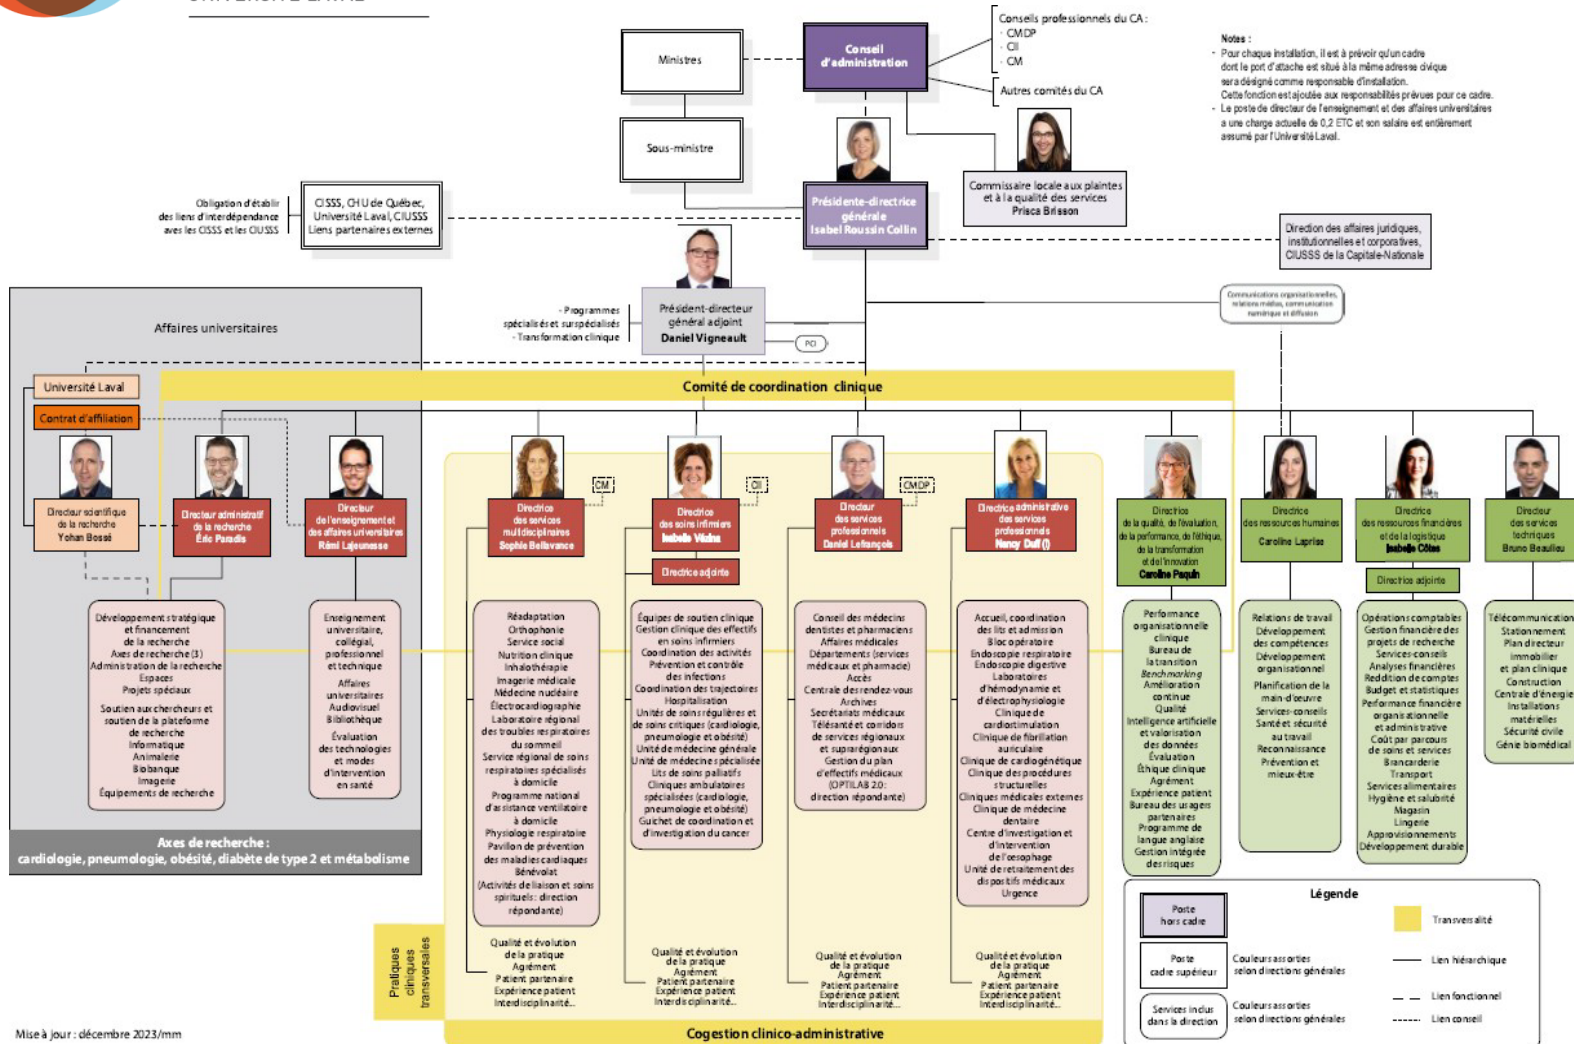 UNIVERSITÉ LAVAL
Ministres
Conseil
d'administration
Conseils professionnels du CA :
· CMDP
· CII
· CM
Autres comités du CA
Notes :
- Pour chaque installation, il est à prévoir qu'un cadre
dont le port d'attache est situé à la même adresse civique
sera désigné comme responsable d'installation.
Cette fonction est ajoutée aux responsabilités prévues pour ce cadre.
- Le poste de directeur de l'enseignement et des affaires universitaires
a une charge actuelle de 0,2 ETC et son salaire est entièrement
assumé par l'Université Laval.
Sous-ministre
Commissaire locale aux plaintes
et à la qualité des services
Prisca Brisson
Obligation d'établir
des liens d'interdépendance
avec les CISSS et les CIUSSS
CISSS, CHU de Québec,
Université Laval, CIUSSS
Liens partenaires externes
Présidente-directrice
générale
Isabel Roussin Collin
Direction des affaires juridiques,
institutionnelles et corporatives,
CIUSSS de la Capitale-Nationale
Communications organisationnelles,
relations médias, communication
numérique et diffusion
- Programmes
spécialisés et surspécialisés
- Transformation clinique
Président-directeur
général adjoint
Daniel Vigneault
PCI
Affaires universitaires
Université Laval
Contrat d'affiliation
Comité de coordination clinique
Directeur scientifique
de la recherche
Yohan Bossé
Directeur administratif
de la recherche
Éric Paradis
Directeur
de l'enseignement et
des affaires universitaires
Rémi Lajeunesse
CM
Directrice
des services
multidisciplinaires
Sophie Bellavance
CII
Directrice
des soins infirmiers
Isabelle Vézina
Directrice adjointe
CMDP
Directeur
des services
professionnels
Daniel Lefrançois
Directrice administrative
des services
professionnels
Nancy Duff (i)
Directrice
de la qualité, de l'évaluation,
de la performance, de l'éthique,
de la transformation
et de l'innovation
Caroline Paquin
Directrice
des ressources humaines
Caroline Laprise
Directrice
des ressources financières
et de la logistique
Isabelle Côtes
Directrice adjointe
Directeur
des services
techniques
Bruno Beaulieu
Développement stratégique
et financement
de la recherche
Axes de recherche (3)
Administration de la recherche
Espaces
Projets spéciaux
Soutien aux chercheurs et
soutien de la plateforme
de recherche
Informatique
Animalerie
Biobanque
Imagerie
Équipements de recherche
Enseignement
universitaire,
collégial,
professionnel
et technique
Affaires
universitaires
Audiovisuel
Bibliothèque
Évaluation
des technologies
et modes
d'intervention
en santé
Réadaptation
Orthophonie
Service social
Nutrition clinique
Inhalothérapie
Imagerie médicale
Médecine nucléaire
Électrocardiographie
Laboratoire régional
des troubles respiratoires
du sommeil
Service régional de soins
respiratoires spécialisés
à domicile
Programme national
d'assistance ventilatoire
à domicile
Physiologie respiratoire
Pavillon de prévention
des maladies cardiaques
Bénévolat
(Activités de liaison et soins
spirituels : direction
répondante)
Équipes de soutien clinique
Gestion clinique des effectifs
en soins infirmiers
Coordination des activités
Prévention et contrôle
des infections
Coordination des trajectoires
Hospitalisation
Unités de soins régulières et
de soins critiques (cardiologie,
pneumologie et obésité)
Unité de médecine générale
Unité de médecine spécialisée
Lits de soins palliatifs
Cliniques ambulatoires
spécialisées (cardiologie,
pneumologie et obésité)
Guichet de coordination et
d'investigation du cancer
Conseil des médecins
dentistes et pharmaciens
Affaires médicales
Départements (services
médicaux et pharmacie)
Accès
Centrale des rendez-vous
Archives
Secrétariats médicaux
Télésanté et corridors
de services régionaux
et suprarégionaux
Gestion du plan
d'effectifs médicaux
(OPTILAB 2.0 :
direction répondante)
Accueil, coordination
des lits et admission
Bloc opératoire
Endoscopie respiratoire
Endoscopie digestive
Laboratoires
d'hémodynamie et
d'électrophysiologie
Clinique de
cardiostimulation
Clinique de fibrillation
auriculaire
Clinique de cardiogénétique
Clinique des procédures
structurelles
Cliniques médicales externes
Clinique de médecine
dentaire
Centre d'investigation et
d'intervention
de l'œsophage
Unité de retraitement des
dispositifs médicaux
Urgence
Performance
organisationnelle
clinique
Bureau de
la transition
Benchmarking
Amélioration
continue
Qualité
Intelligence artificielle
et valorisation
des données
Évaluation
Éthique clinique
Agrément
Expérience patient
Bureau des usagers
partenaires
Programme de
langue anglaise
Gestion intégrée
des risques
Relations de travail
Développement
des compétences
Développement
organisationnel
Planification de la
main-d'œuvre
Services-conseils
Santé et sécurité
au travail
Reconnaissance
Prévention et
mieux-être
Opérations comptables
Gestion financière des
projets de recherche
Services-conseils
Analyses financières
Reddition de comptes
Budget et statistiques
Performance financière
organisationnelle
et administrative
Coût par parcours
de soins et services
Brancarderie
Transport
Services alimentaires
Hygiène et salubrité
Magasin
Lingerie
Approvisionnements
Développement durable
Télécommunication
Stationnement
Plan directeur
immobilier
et plan clinique
Construction
Centrale d'énergie
Installations
matérielles
Sécurité civile
Génie biomédical
Axes de recherche :
cardiologie, pneumologie, obésité, diabète de type 2 et métabolisme
Pratiques
cliniques
transversales
Qualité et évolution
de la pratique
Agrément
Patient partenaire
Expérience patient
Interdisciplinarité...
Qualité et évolution
de la pratique
Agrément
Patient partenaire
Expérience patient
Interdisciplinarité...
Qualité et évolution
de la pratique
Agrément
Patient partenaire
Expérience patient
Interdisciplinarité...
Qualité et évolution
de la pratique
Agrément
Patient partenaire
Expérience patient
Interdisciplinarité...
Cogestion clinico-administrative
Légende
Poste
hors cadre
Transversalité
Poste
cadre supérieur
Couleurs assorties
selon directions générales
Lien hiérarchique
Services inclus
dans la direction
Couleurs assorties
selon directions générales
Lien fonctionnel
Lien conseil
Mise à jour : décembre 2023/mm